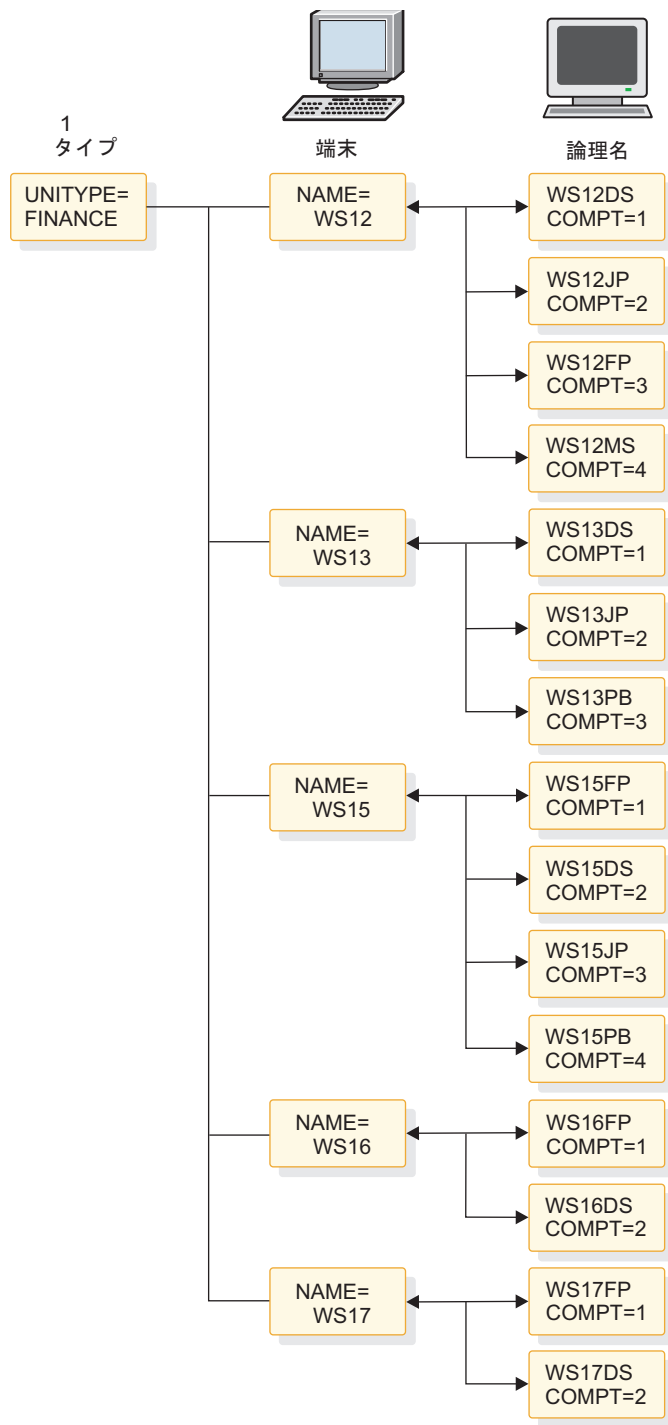 1
タイプ
端末
論理名
UNITYPE=
FINANCE
NAME=
WS12
WS12DS
COMPT=1
WS12JP
COMPT=2
WS12FP
COMPT=3
WS12MS
COMPT=4
NAME=
WS13
WS13DS
COMPT=1
WS13JP
COMPT=2
WS13PB
COMPT=3
NAME=
WS15
WS15FP
COMPT=1
WS15DS
COMPT=2
WS15JP
COMPT=3
WS15PB
COMPT=4
NAME=
WS16
WS16FP
COMPT=1
WS16DS
COMPT=2
NAME=
WS17
WS17FP
COMPT=1
WS17DS
COMPT=2